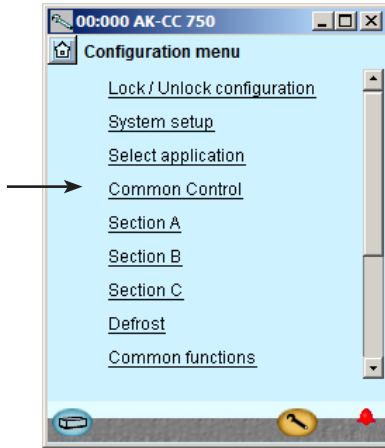 00:000 AK-CC 750
Configuration menu
Lock / Unlock configuration
System setup
Select application
Common Control
Section A
Section B
Section C
Defrost
Common functions